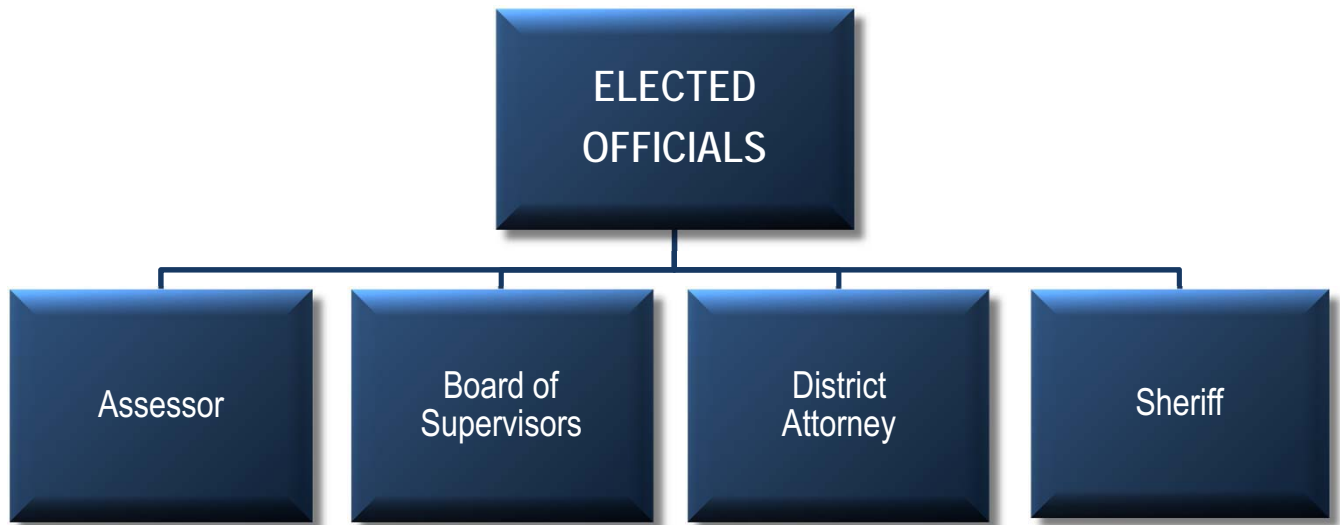 ELECTED
OFFICIALS
Assessor
Board of
Supervisors
District
Attorney
Sheriff